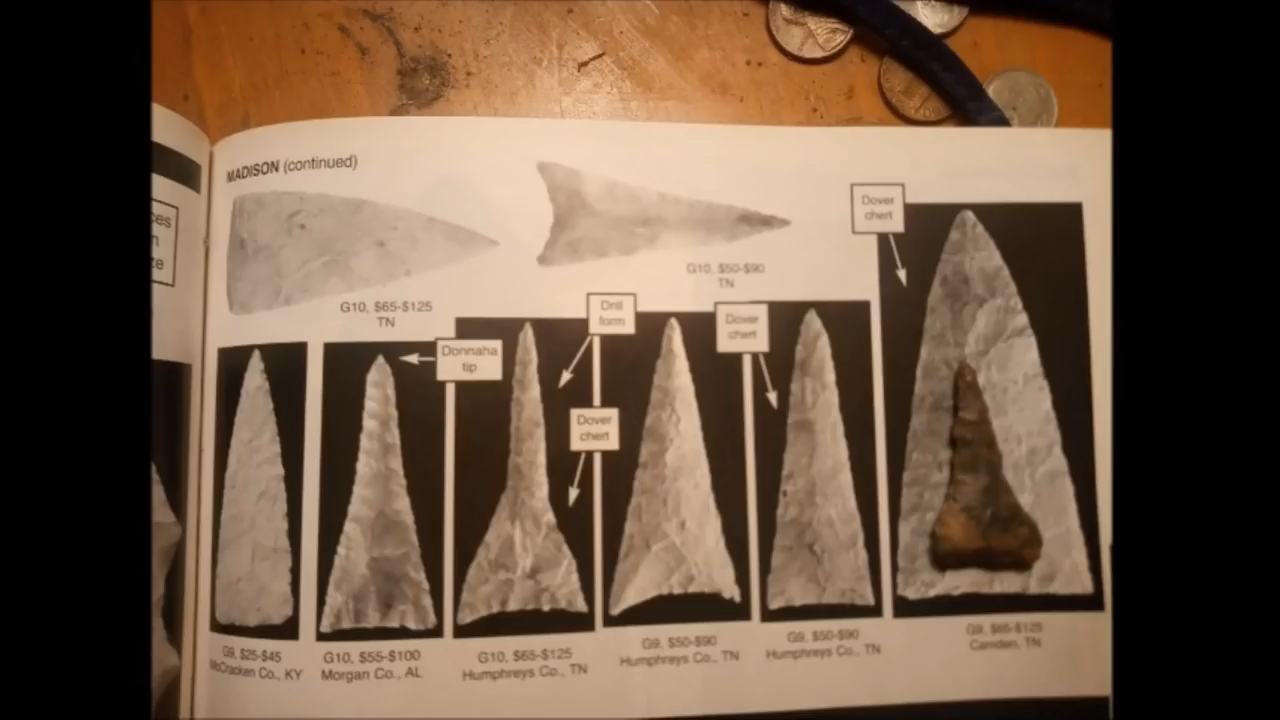 MADISON (continued)
ces
n
te
G10, $65-$125
TN
G10, $50-$90
TN
Dover
chert
Drill
form
Dover
chert
Donnaha
tip
Dover
chert
G9, $25-$45
McCracken Co., KY
G10, $55-$100
Morgan Co., AL
G10, $65-$125
Humphreys Co., TN
G9, $50-$90
Humphreys Co., TN
G9, $50-$90
Humphreys Co., TN
G9, $65-$125
Camden, TN